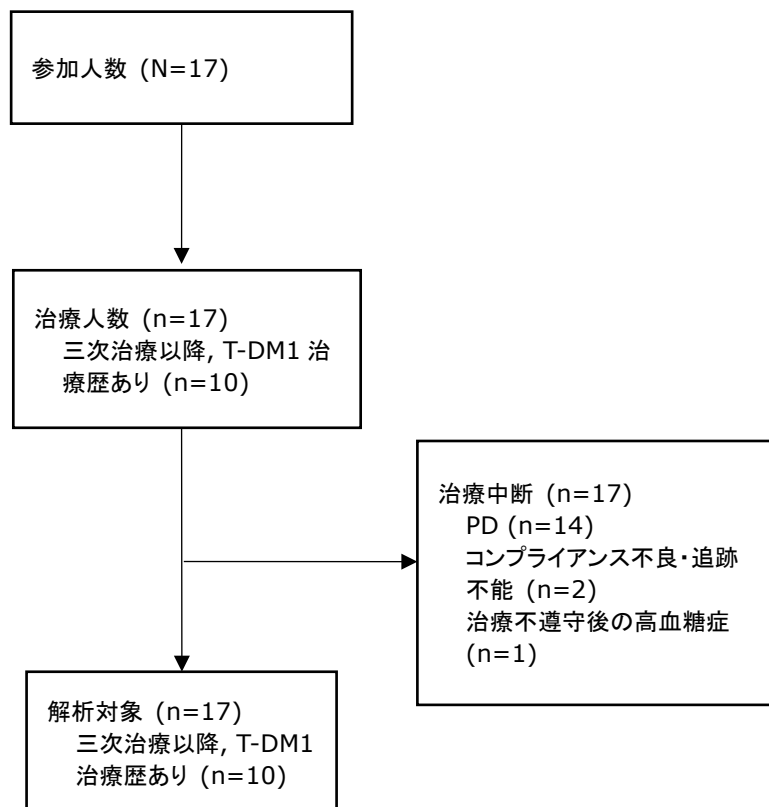 参加人数 (N=17)
治療人数 (n=17)
三次治療以降, T-DM1 治
療歴あり (n=10)
治療中断 (n=17)
PD (n=14)
コンプライアンス不良・追跡
不能 (n=2)
治療不遵守後の高血糖症
(n=1)
解析対象 (n=17)
三次治療以降, T-DM1
治療歴あり (n=10)